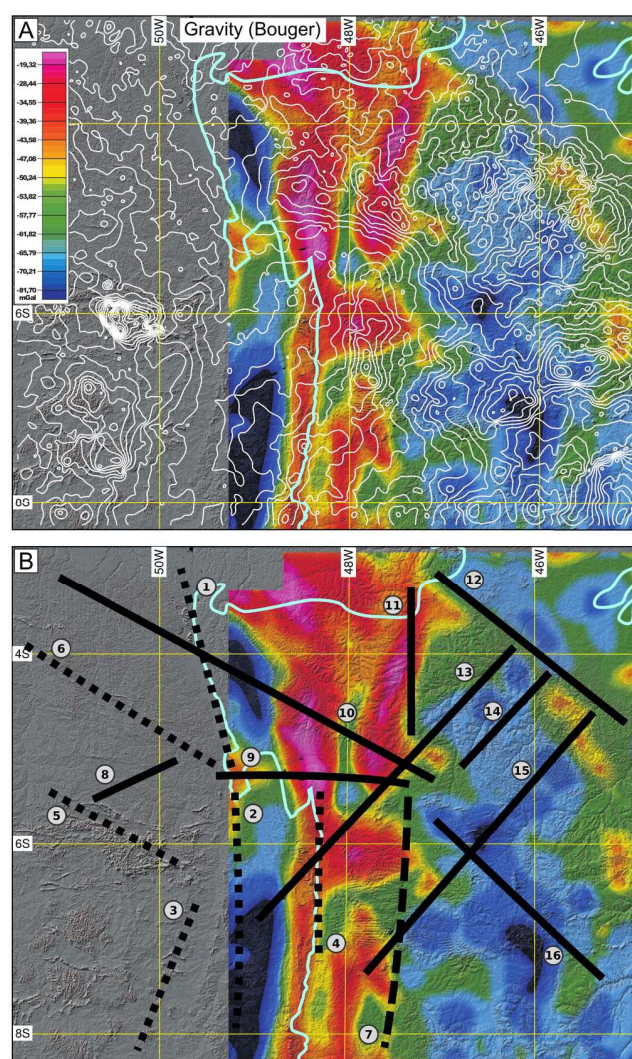 A
50W
Gravity (Bouger)
48W
46W
-19,32
-28,44
-34,55
-39,36
-43,58
-47,08
-50,24
-53,82
-57,77
-61,82
-65,79
-70,21
-81,70
mGal
6S
0S
B
50W
48W
46W
1
12
11
4S
6
13
10
14
9
15
8
5
2
6S
3
4
16
7
8S